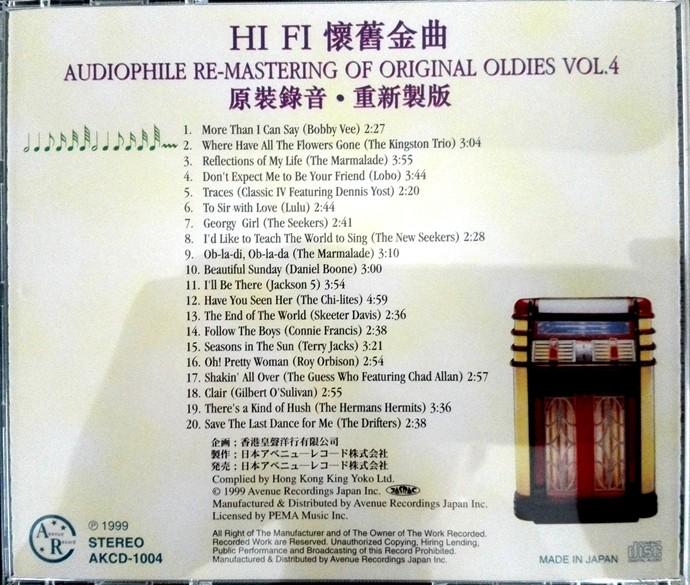 HI FI 懷舊金曲
AUDIOPHILE RE-MASTERING OF ORIGINAL OLDIES VOL.4
原裝錄音・重新製版
1. More Than I Can Say (Bobby Vee) 2:27
2. Where Have All The Flowers Gone (The Kingston Trio) 3:04
3. Reflections of My Life (The Marmalade) 3:55
4. Don't Expect Me to Be Your Friend (Lobo) 3:44
5. Traces (Classic IV Featuring Dennis Yost) 2:20
6. To Sir with Love (Lulu) 2:44
7. Georgy Girl (The Seekers) 2:41
8. I'd Like to Teach The World to Sing (The New Seekers) 2:28
9. Ob-la-di, Ob-la-da (The Marmalade) 3:10
10. Beautiful Sunday (Daniel Boone) 3:00
11. I'll Be There (Jackson 5) 3:54
12. Have You Seen Her (The Chi-lites) 4:59
13. The End of The World (Skeeter Davis) 2:36
14. Follow The Boys (Connie Francis) 2:38
15. Seasons in The Sun (Terry Jacks) 3:21
16. Oh! Pretty Woman (Roy Orbison) 2:54
17. Shakin' All Over (The Guess Who Featuring Chad Allan) 2:57
18. Clair (Gilbert O'Sulivan) 2:55
19. There's a Kind of Hush (The Hermans Hermits) 3:36
20. Save The Last Dance for Me (The Drifters) 2:38
企画；香港皇聲洋行有限公司
製作；日本アベニューレコード株式会社
発売；日本アベニューレコード株式会社
Compiled by Hong Kong King Yoko Ltd.
© 1999 Avenue Recordings Japan Inc. JASRAC
Manufactured & Distributed by Avenue Recordings Japan Inc.
Licensed by PEMA Music Inc.
All Right of The Manufacturer and of The Owner of The Work Recorded.
Recorded Work are Reserved. Unauthorized Copying, Hiring Lending,
Public Performance and Broadcasting of this Record Prohibited.
Manufactured & Distributed by Avenue Recordings Japan Inc.
A R
℗ 1999
STEREO
AKCD-1004
MADE IN JAPAN